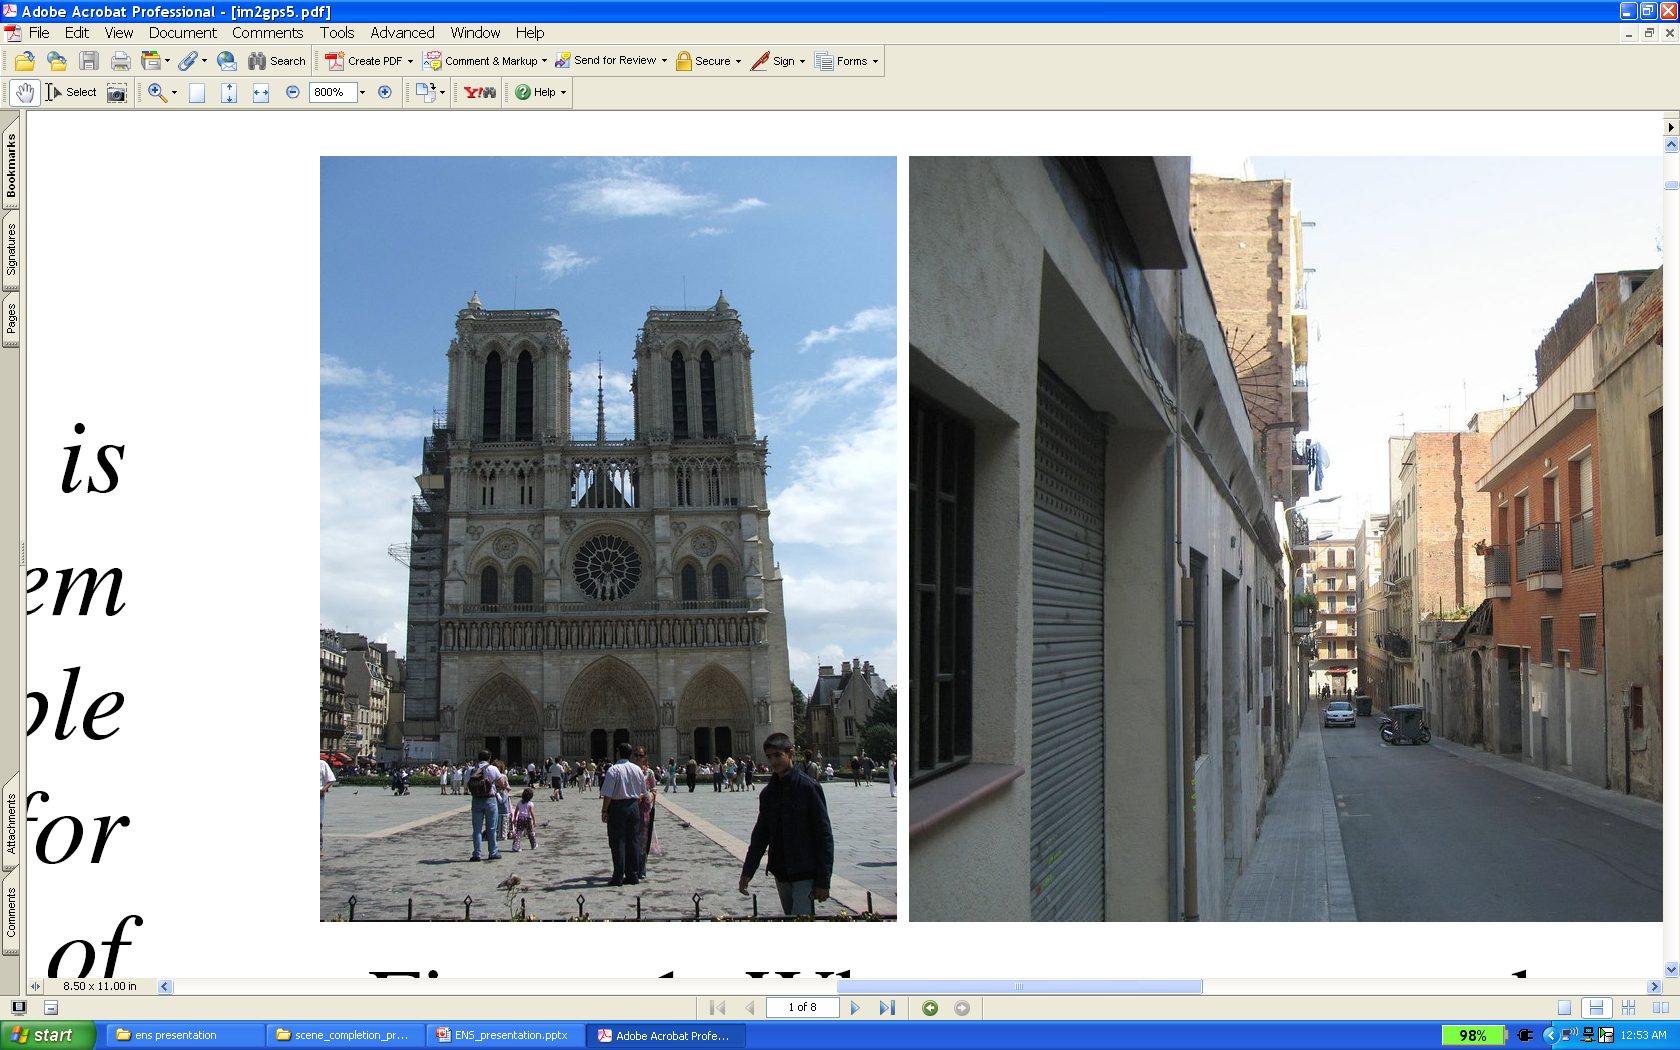 Adobe Acrobat Professional - [im2gps5.pdf]
File Edit View Document Comments Tools Advanced Window Help
Search Create PDF Comment & Markup Send for Review Secure Sign Forms
Select 800% Y! Help
Bookmarks
Signatures
Pages
Attachments
Comments
is
em
ple
for
of
8.50 x 11.00 in
1 of 8
start ens presentation scene_completion_pr... ENS_presentation.pptx Adobe Acrobat Profe... 98% 12:53 AM